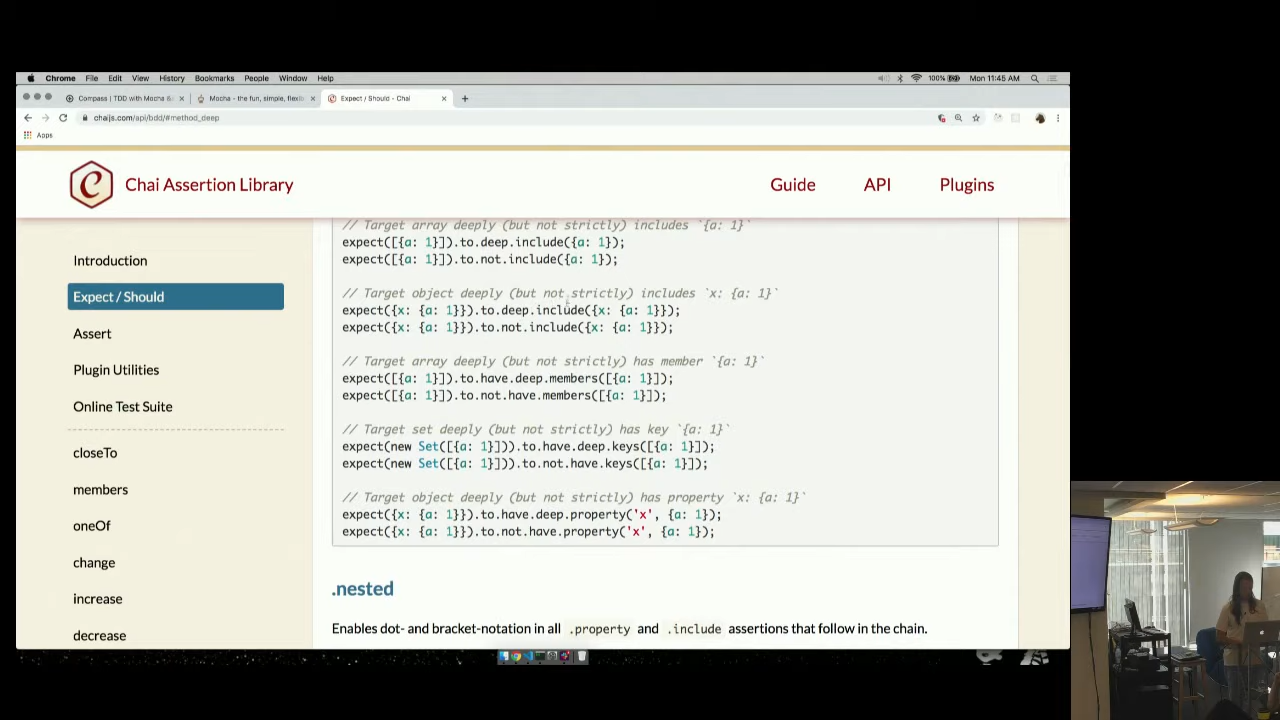 Chrome File Edit View History Bookmarks People Window Help 100% Mon 11:45 AM
Compass | TDD with Mocha & Mocha - the fun, simple, flexib Expect / Should - Chai
chaijs.com/api/bdd/#method_deep
Apps
Chai Assertion Library
Guide API Plugins
Introduction
Expect / Should
Assert
Plugin Utilities
Online Test Suite
closeTo
members
oneOf
change
increase
decrease
// Target array deeply (but not strictly) includes `{a: 1}`
expect([{a: 1}]).to.deep.include({a: 1});
expect([{a: 1}]).to.not.include({a: 1});
// Target object deeply (but not strictly) includes `x: {a: 1}`
expect({x: {a: 1}}).to.deep.include({x: {a: 1}});
expect({x: {a: 1}}).to.not.include({x: {a: 1}});
// Target array deeply (but not strictly) has member `{a: 1}`
expect([{a: 1}]).to.have.deep.members([{a: 1}]);
expect([{a: 1}]).to.not.have.members([{a: 1}]);
// Target set deeply (but not strictly) has key `{a: 1}`
expect(new Set([{a: 1}])).to.have.deep.keys([{a: 1}]);
expect(new Set([{a: 1}])).to.not.have.keys([{a: 1}]);
// Target object deeply (but not strictly) has property `x: {a: 1}`
expect({x: {a: 1}}).to.have.deep.property('x', {a: 1});
expect({x: {a: 1}}).to.not.have.property('x', {a: 1});
.nested
Enables dot- and bracket-notation in all .property and .include assertions that follow in the chain.